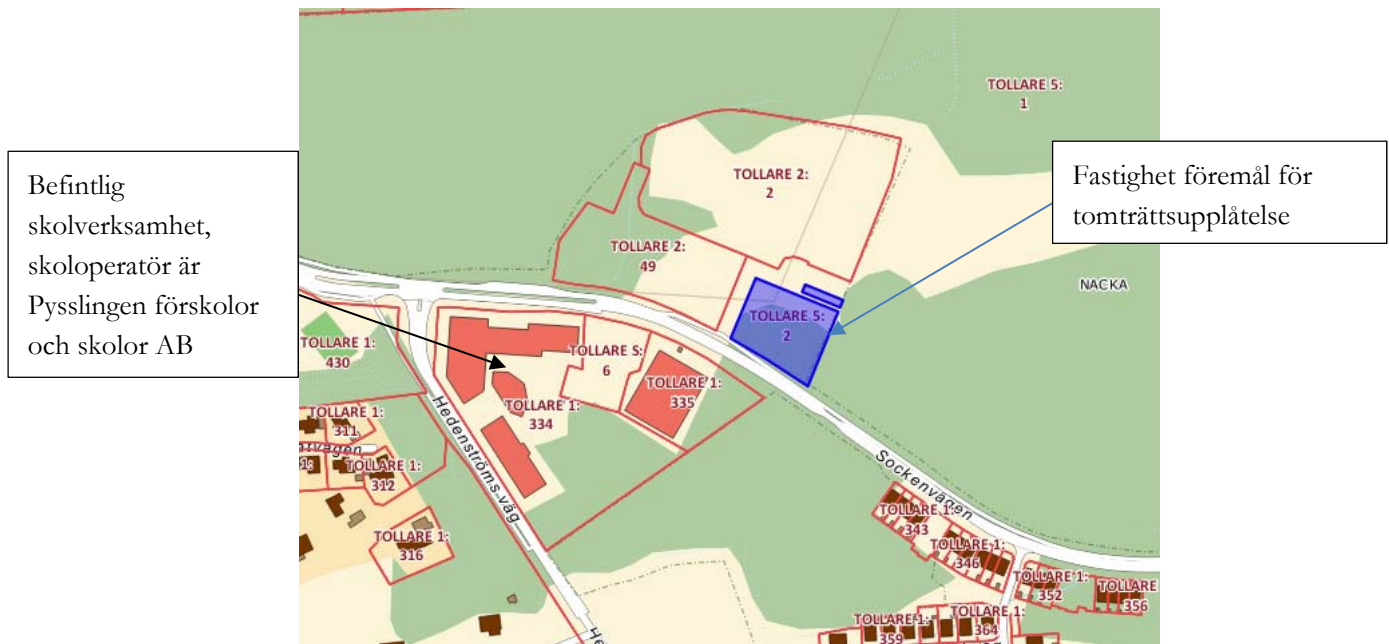 TOLLARE 5:
1
Befintlig
skolverksamhet,
skoloperatör är
Pysslingen förskolor
och skolor AB
Fastighet föremål för
tomträttsupplåtelse
TOLLARE 2:
2
TOLLARE 2:
49
NACKA
TOLLARE 5:
2
TOLLARE 1:
430
TOLLARE S:
6
TOLLARE 1:
335
TOLLARE 1:
334
TOLLARE 1:
311
TOLLARE 1:
312
Hedenströms väg
Sockenvägen
TOLLARE 1:
316
TOLLARE 1:
343
TOLLARE 1:
346
TOLLARE 1:
352
TOLLARE
356
TOLLARE 1:
359
TOLLARE 1:
364